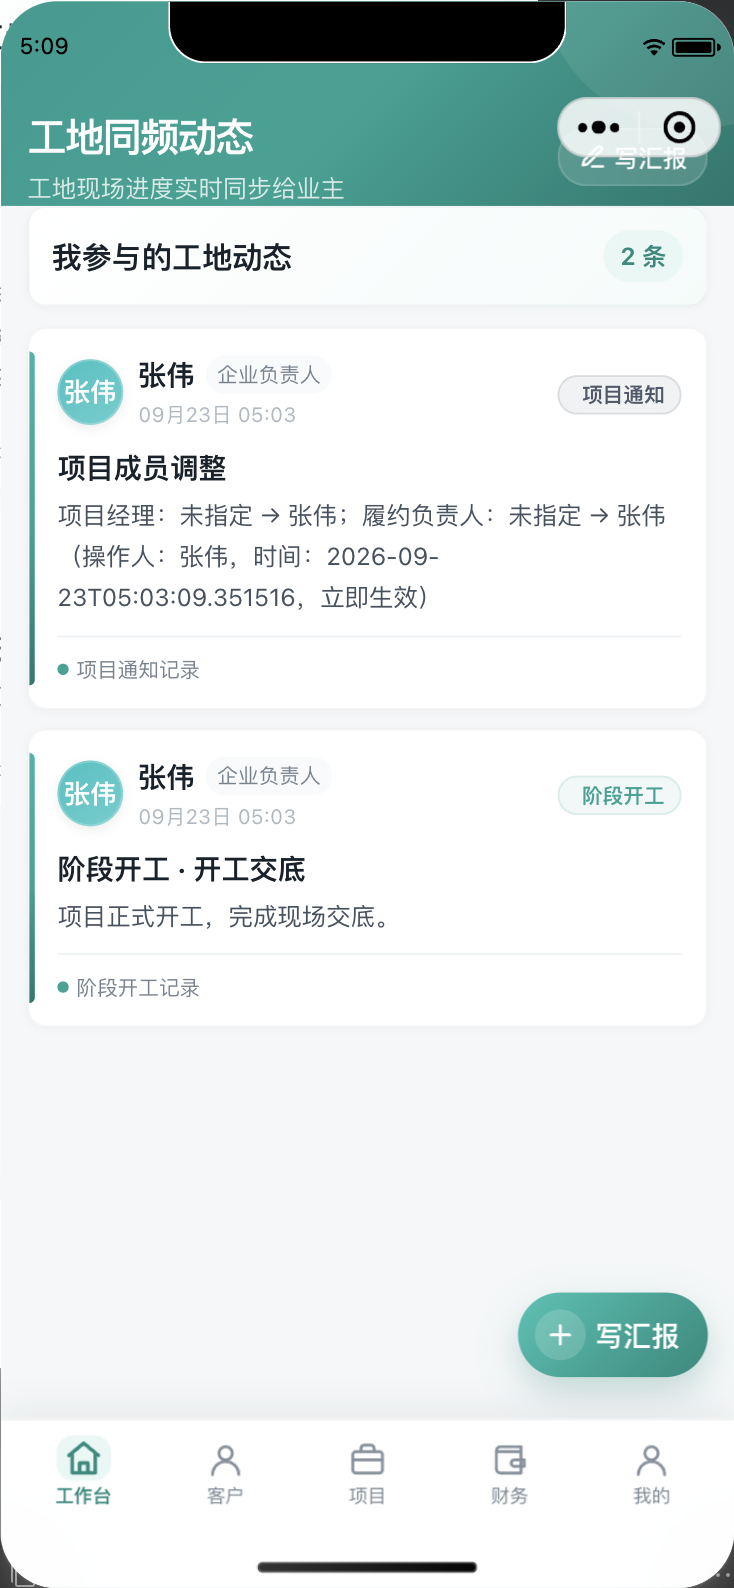 5:09
工地同频动态
写汇报
工地现场进度实时同步给业主
我参与的工地动态
2 条
张伟
张伟
企业负责人
09月23日 05:03
项目通知
项目成员调整
项目经理：未指定 → 张伟；履约负责人：未指定 → 张伟
（操作人：张伟，时间：2026-09-
23T05:03:09.351516，立即生效）
项目通知记录
张伟
张伟
企业负责人
09月23日 05:03
阶段开工
阶段开工 · 开工交底
项目正式开工，完成现场交底。
阶段开工记录
+ 写汇报
工作台
客户
项目
财务
我的